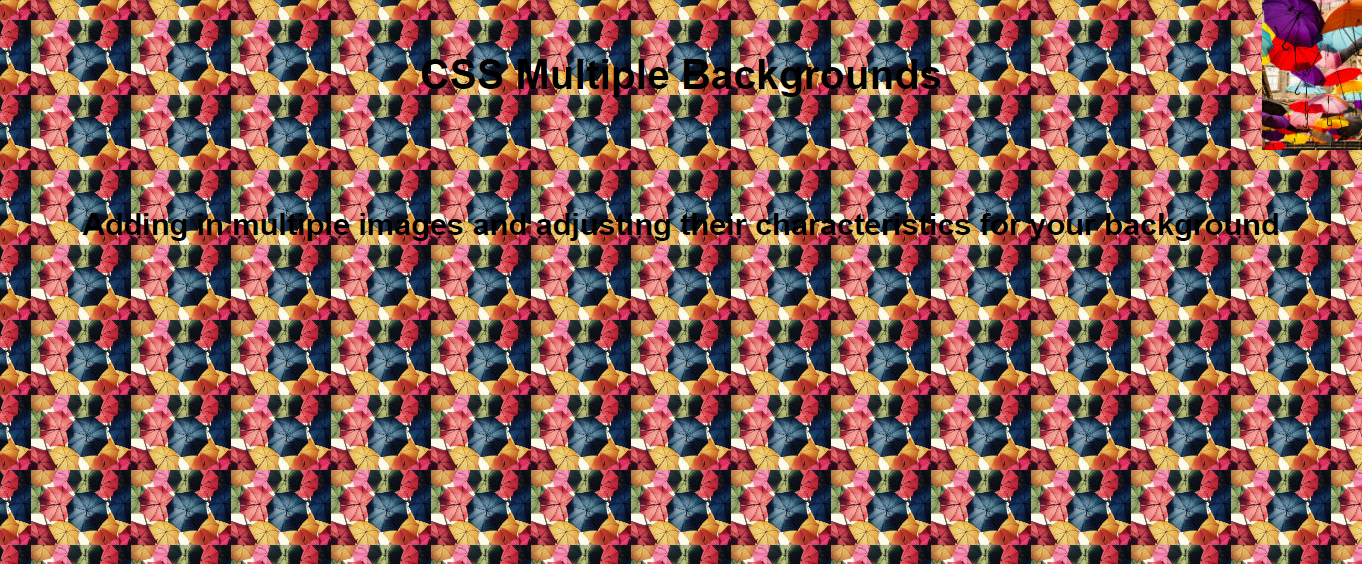 CSS Multiple Backgrounds
Adding in multiple images and adjusting their characteristics for your background